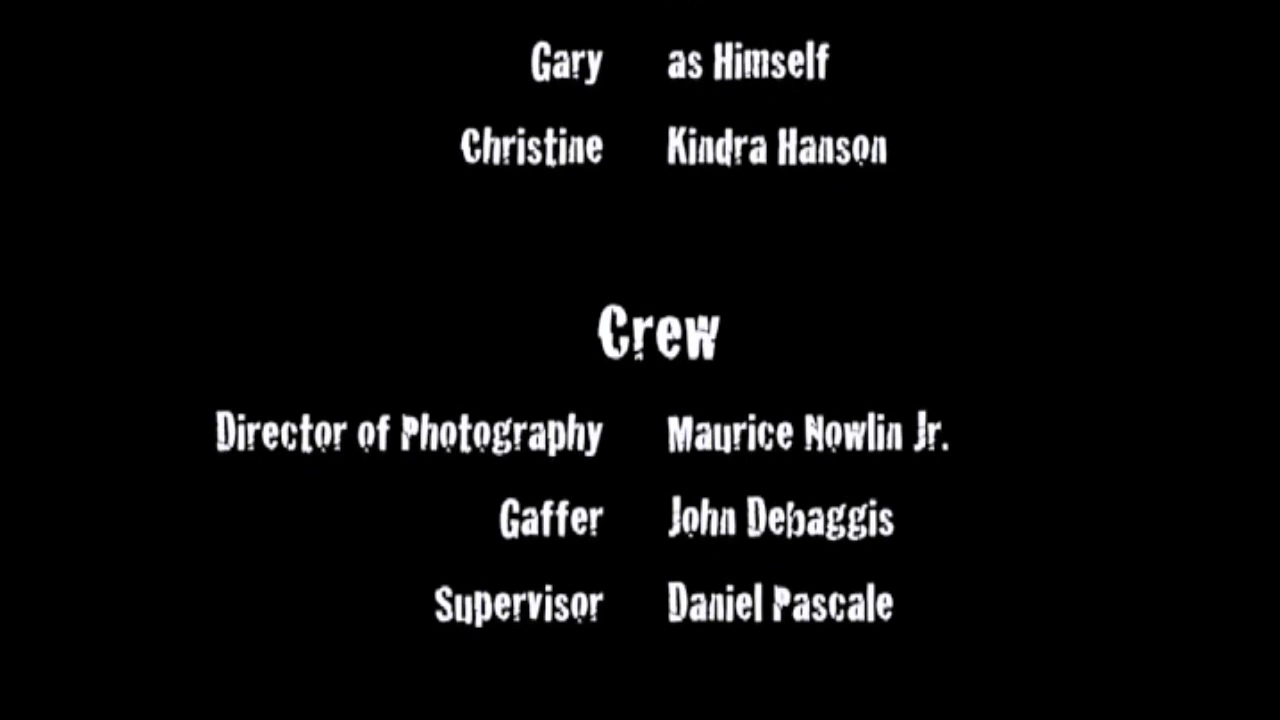 Gary as Himself
Christine Kindra Hanson
Crew
Director of Photography Maurice Nowlin Jr.
Gaffer John Debaggis
Supervisor Daniel Pascale